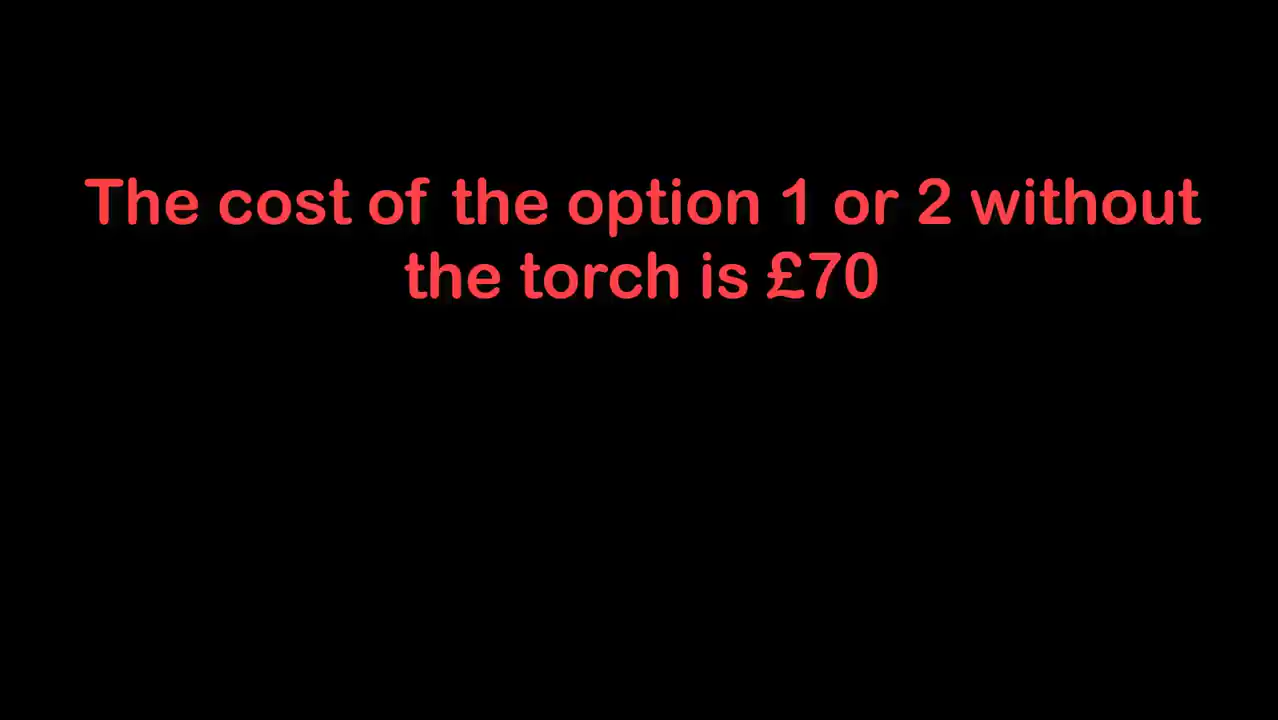 The cost of the option 1 or 2 without
the torch is £70